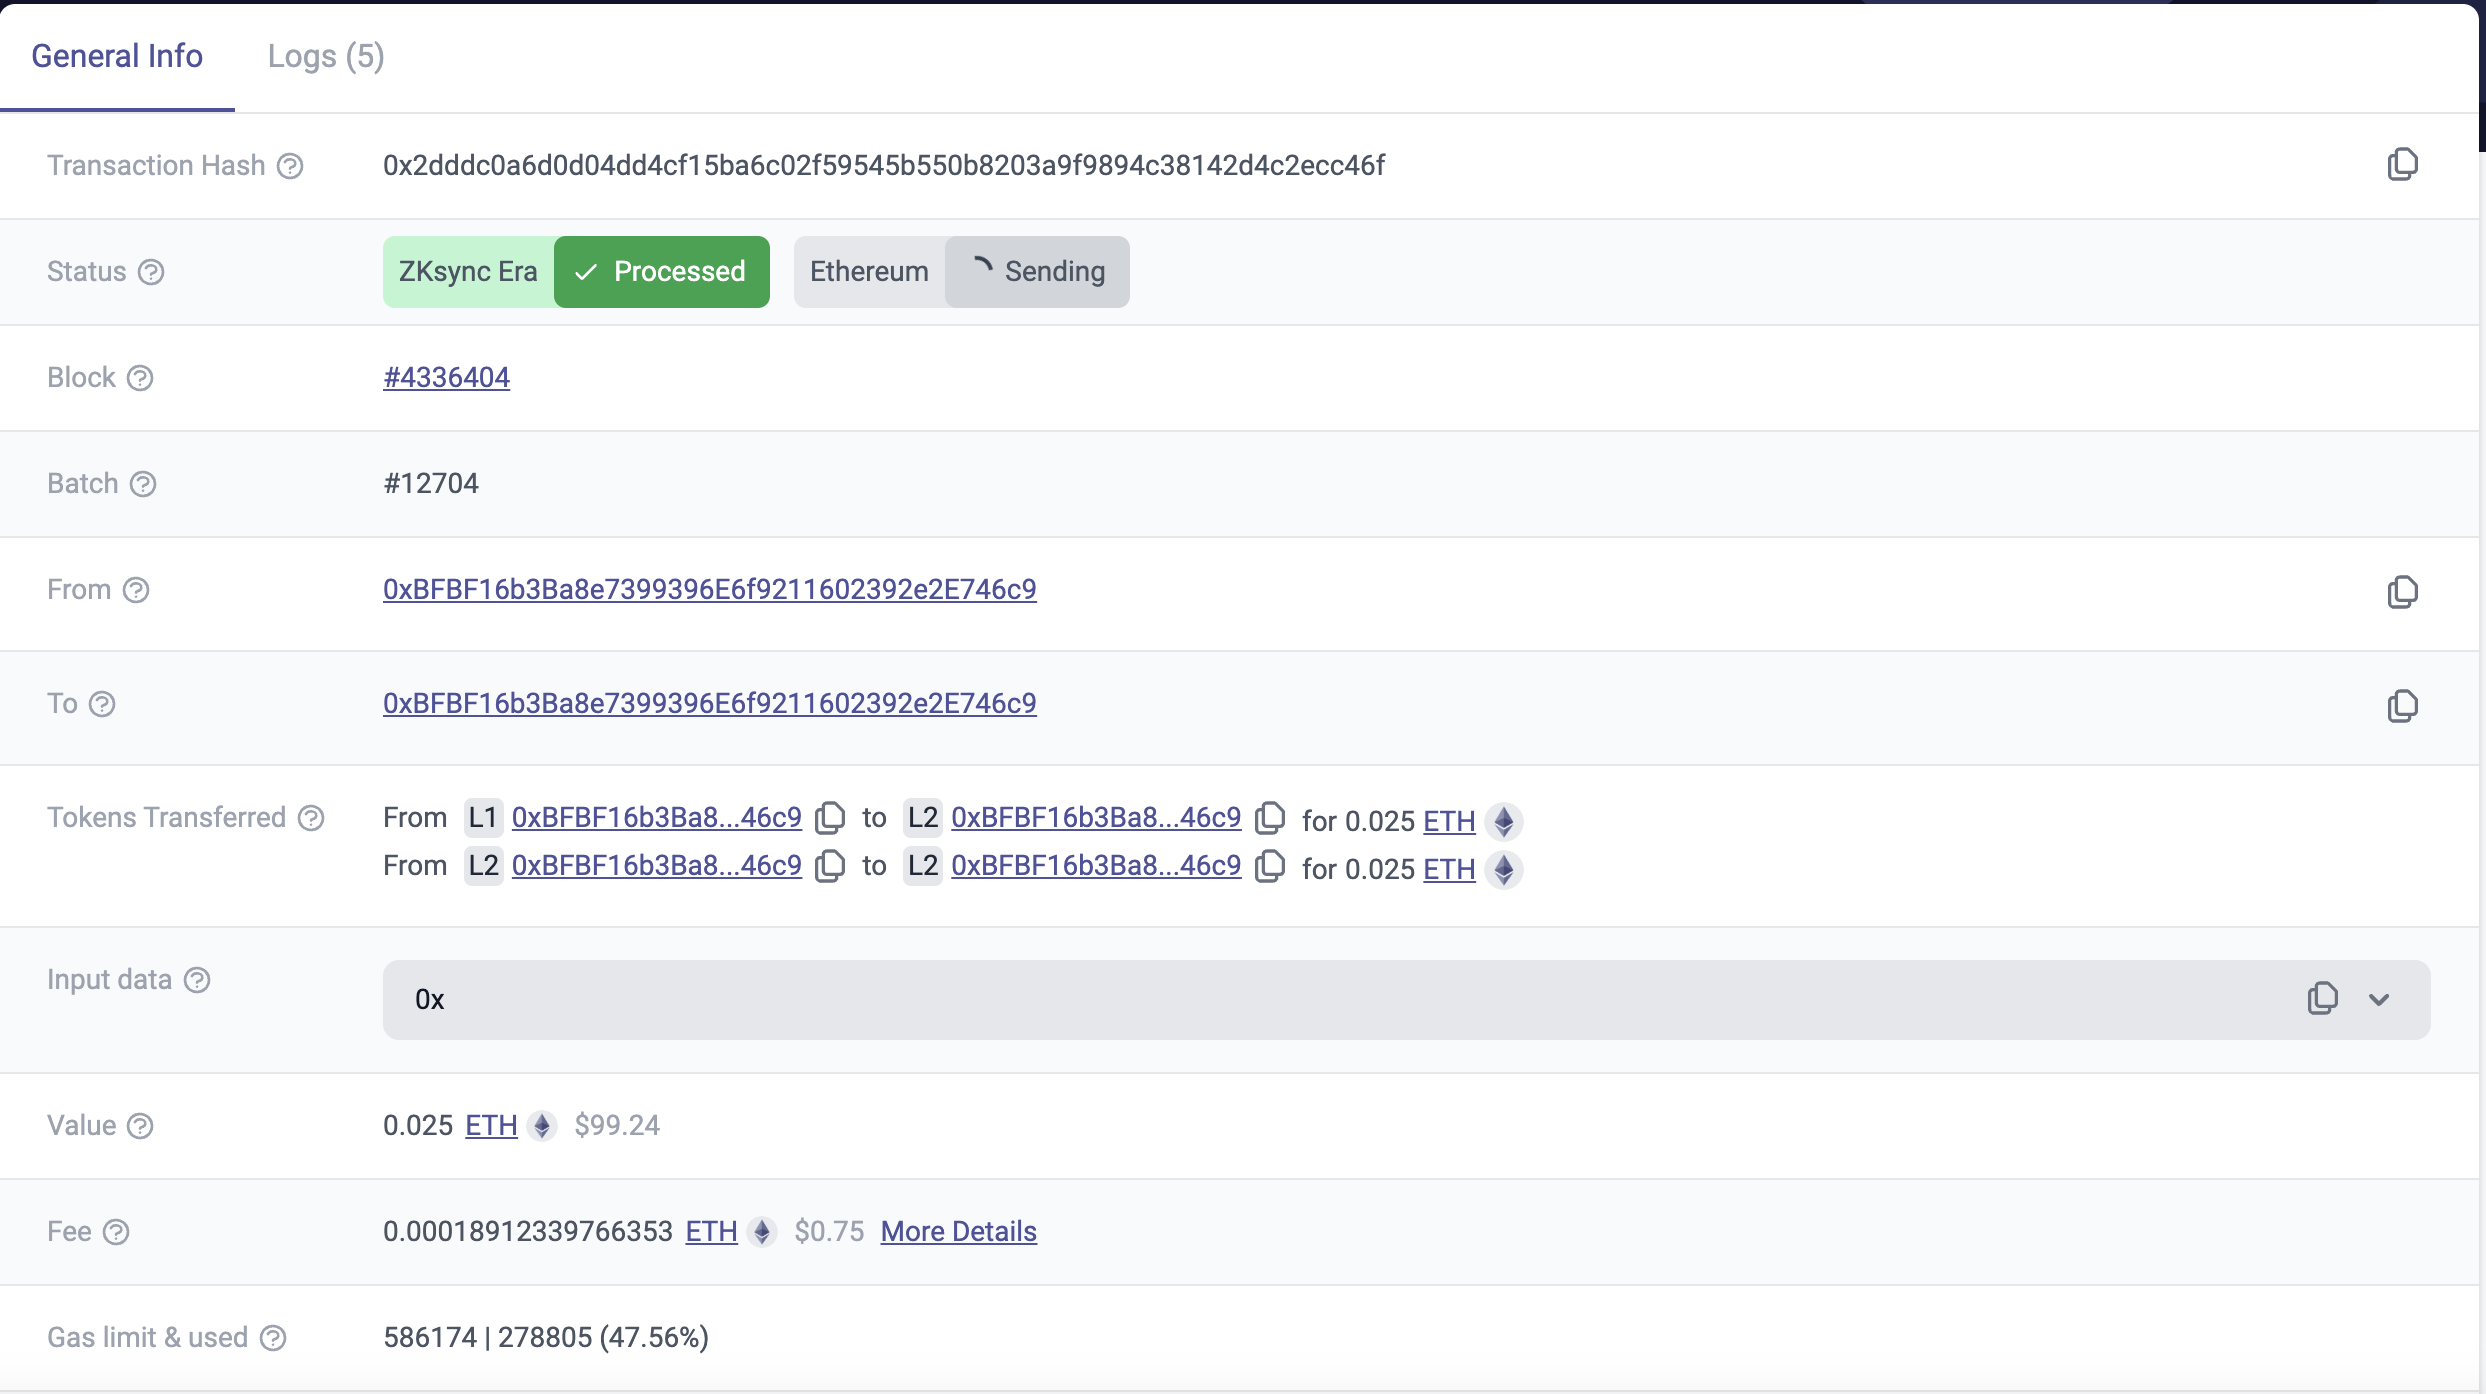 General Info Logs (5)
Transaction Hash 0x2dddc0a6d0d04dd4cf15ba6c02f59545b550b8203a9f9894c38142d4c2ecc46f
Status ZKsync Era Processed Ethereum Sending
Block #4336404
Batch #12704
From 0xBFBF16b3Ba8e7399396E6f9211602392e2E746c9
To 0xBFBF16b3Ba8e7399396E6f9211602392e2E746c9
Tokens Transferred From L1 0xBFBF16b3Ba8...46c9 to L2 0xBFBF16b3Ba8...46c9 for 0.025 ETH
From L2 0xBFBF16b3Ba8...46c9 to L2 0xBFBF16b3Ba8...46c9 for 0.025 ETH
Input data 0x
Value 0.025 ETH $99.24
Fee 0.00018912339766353 ETH $0.75 More Details
Gas limit & used 586174 | 278805 (47.56%)